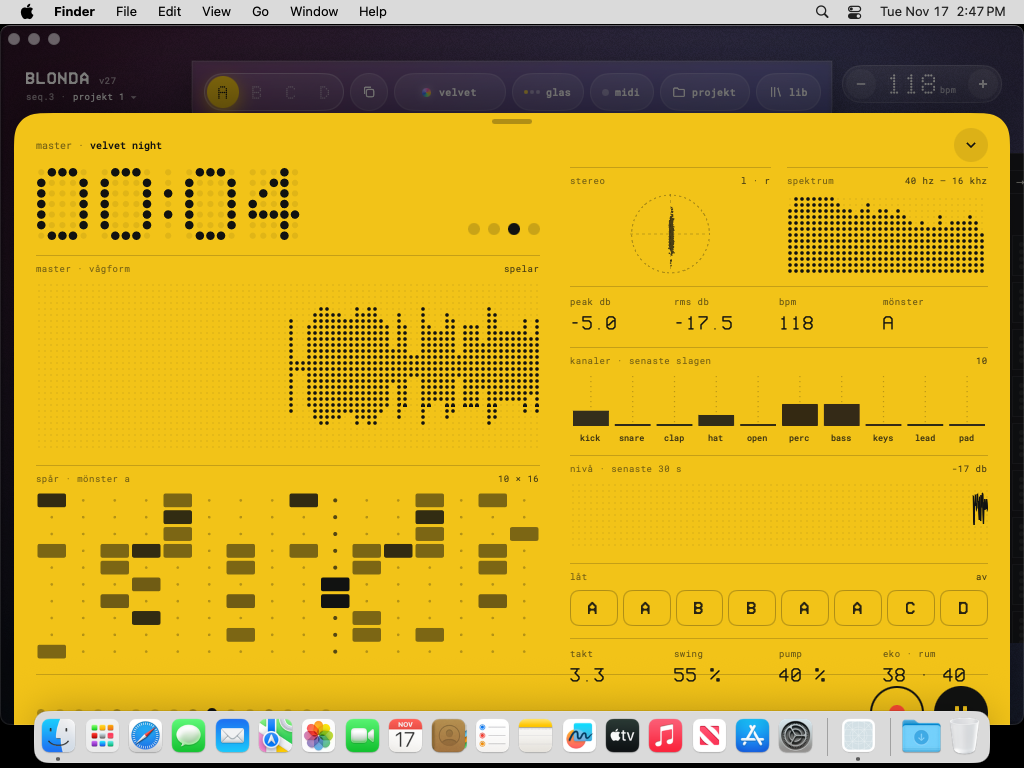 Finder File Edit View Go Window Help Tue Nov 17 2:47 PM
BLONDA v27
seq.3 · projekt 1
A B C D velvet glas midi projekt lib
118 bpm
master · velvet night
00:04
master · vågform spelar
spår · mönster a 10 × 16
stereo l · r
spektrum 40 hz – 16 khz
peak db rms db bpm mönster
-5.0 -17.5 118 A
kanaler · senaste slagen 10
kick snare clap hat open perc bass keys lead pad
nivå · senaste 30 s -17 db
låt av
A A B B A A C D
takt swing pump eko · rum
3.3 55 % 40 % 38 · 40
NOV
17
tv